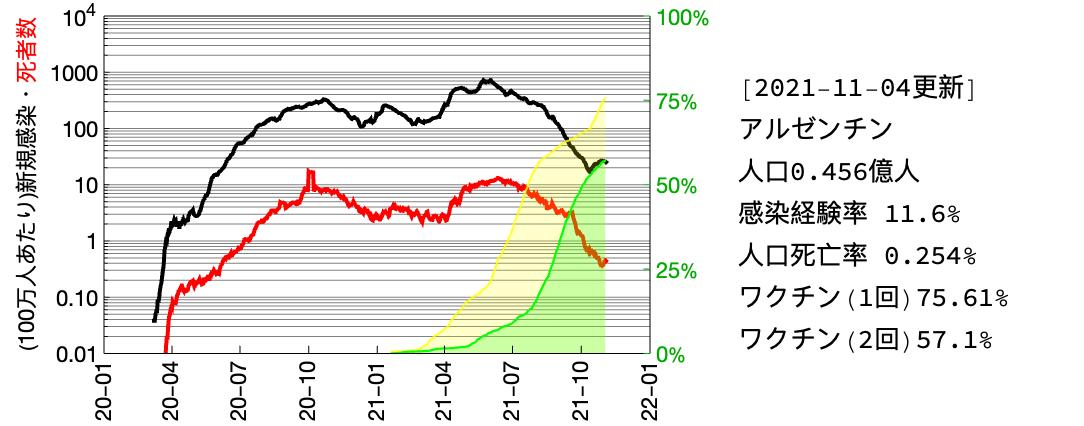 (100万人あたり)新規感染・死者数
10^4
1000
100
10
1
0.10
0.01
100%
75%
50%
25%
0%
20-01
20-04
20-07
20-10
21-01
21-04
21-07
21-10
22-01
[2021-11-04更新]
アルゼンチン
人口0.456億人
感染経験率 11.6%
人口死亡率 0.254%
ワクチン(1回)75.61%
ワクチン(2回)57.1%